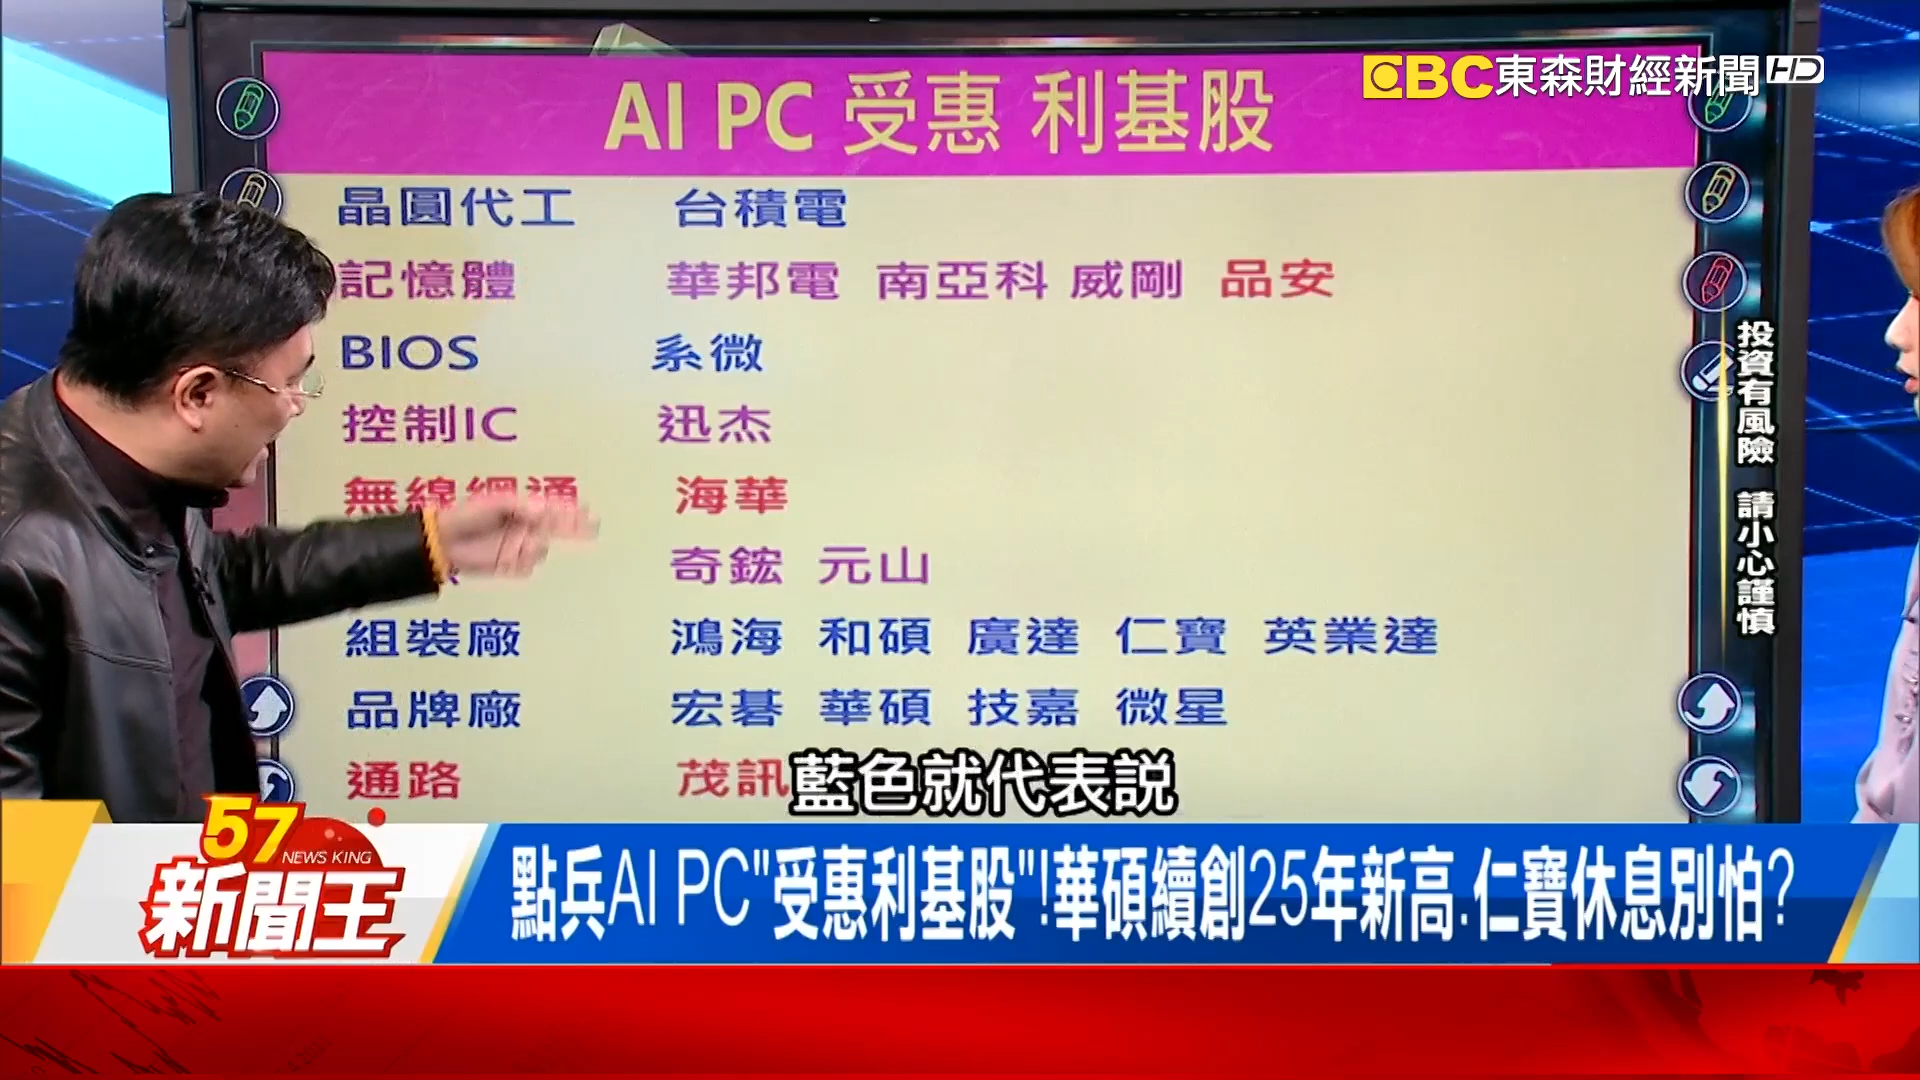 EBC東森財經新聞HD
AI PC 受惠 利基股
晶圓代工 台積電
記憶體 華邦電 南亞科 威剛 品安
BIOS 系微
控制IC 迅杰
無線網通 海華
奇鋐 元山
組裝廠 鴻海 和碩 廣達 仁寶 英業達
品牌廠 宏碁 華碩 技嘉 微星
通路 茂訊
投資有風險 請小心謹慎
藍色就代表說
57
NEWS KING
新聞王
點兵AI PC"受惠利基股"!華碩續創25年新高.仁寶休息別怕?